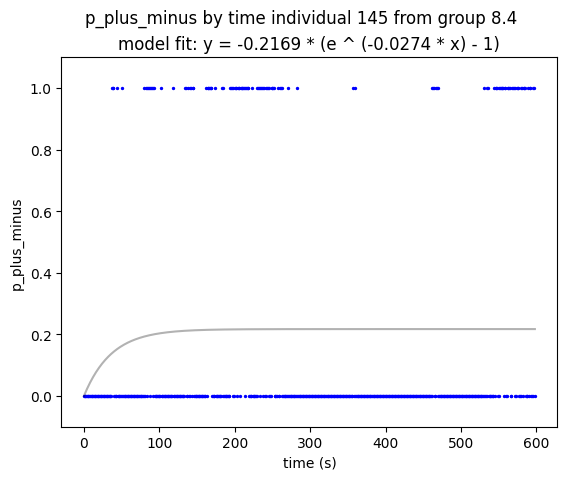 p_plus_minus by time individual 145 from group 8.4
model fit: y = -0.2169 * (e ^ (-0.0274 * x) - 1)
1.0
0.8
0.6
0.4
0.2
0.0
p_plus_minus
0 100 200 300 400 500 600
time (s)